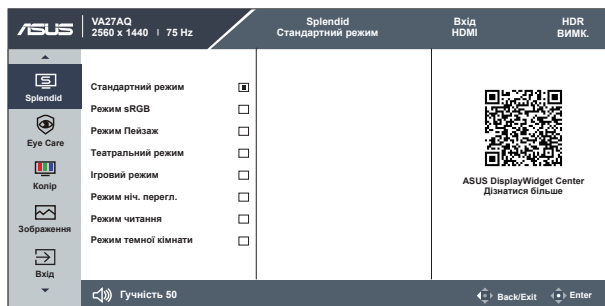 ASUS
VA27AQ
2560 x 1440 | 75 Hz
Splendid
Стандартний режим
Вхід
HDMI
HDR
ВИМК.
Splendid
Eye Care
Колір
Зображення
Вхід
Стандартний режим
Режим sRGB
Режим Пейзаж
Театральний режим
Ігровий режим
Режим ніч. перегл.
Режим читання
Режим темної кімнати
ASUS DisplayWidget Center
Дізнатися більше
Гучність 50
Back/Exit
Enter